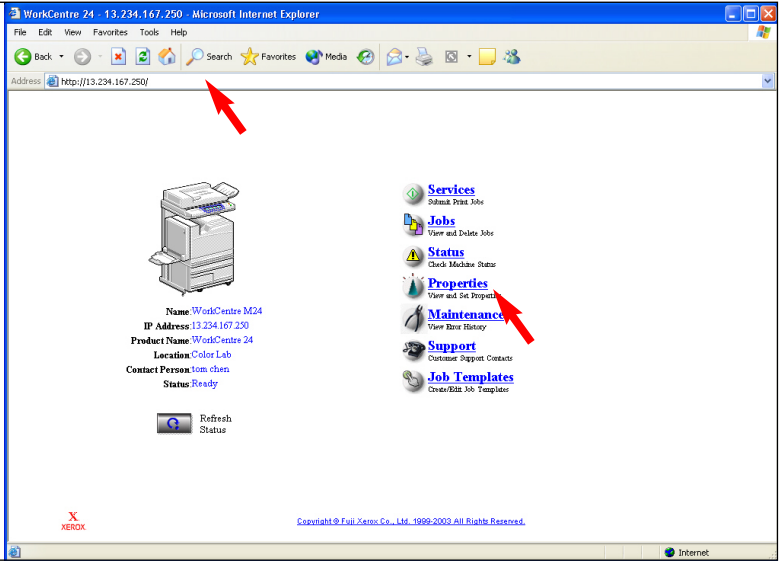 WorkCentre 24 - 13.234.167.250 - Microsoft Internet Explorer
File Edit View Favorites Tools Help
Back Search Favorites Media
Address http://13.234.167.250/
Services
Submit Print Jobs
Jobs
View and Delete Jobs
Status
Check Machine Status
Properties
View and Set
Maintenance
View Error History
Support
Customer Support Contacts
Job Templates
Create/Edit Job Templates
Name:WorkCentre M24
IP Address:13.234.167.250
Product Name:WorkCentre 24
Location:Color Lab
Contact Person:tom chen
Status:Ready
Refresh
Status
X
XEROX.
Copyright © Fuji Xerox Co., Ltd. 1999-2003 All Rights Reserved.
Internet